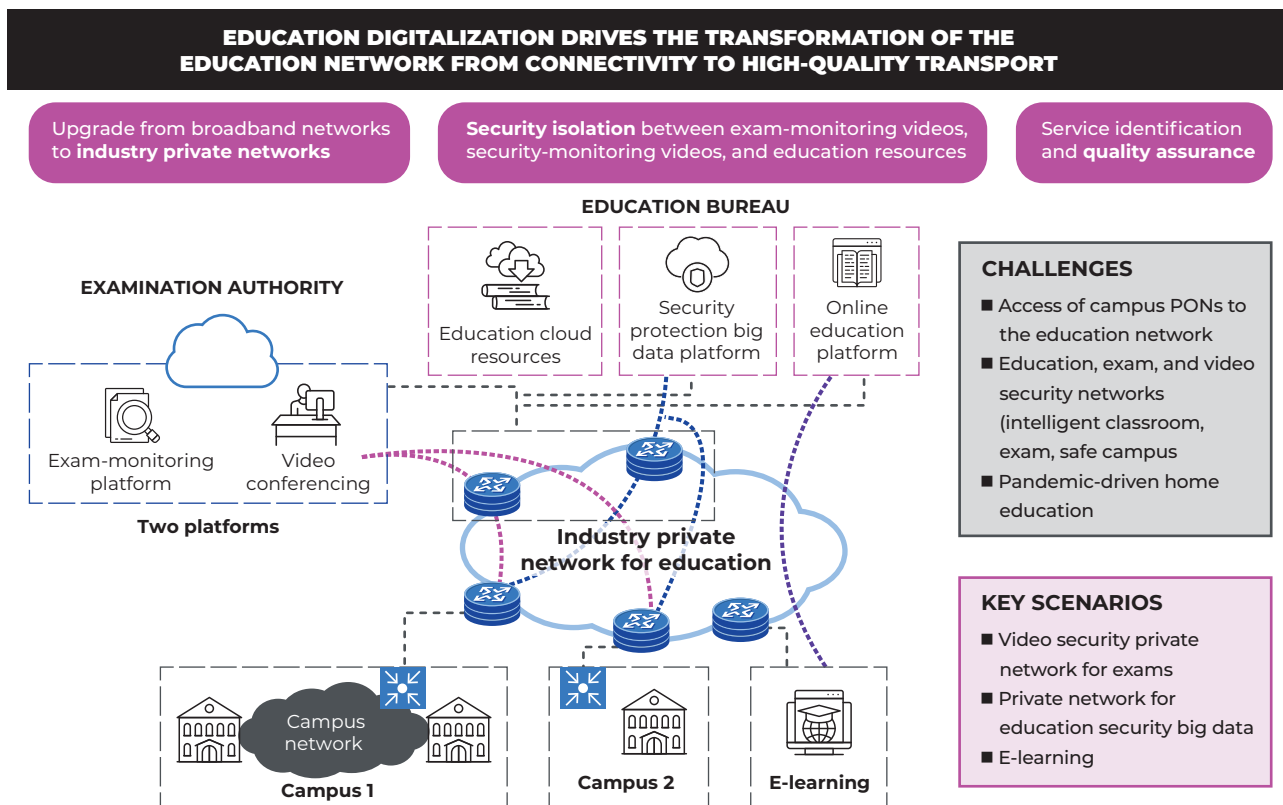 EDUCATION DIGITALIZATION DRIVES THE TRANSFORMATION OF THE
EDUCATION NETWORK FROM CONNECTIVITY TO HIGH-QUALITY TRANSPORT
Upgrade from broadband networks
to industry private networks
Security isolation between exam-monitoring videos,
security-monitoring videos, and education resources
Service identification
and quality assurance
EDUCATION BUREAU
Education cloud
resources
Security
protection big
data platform
Online
education
platform
EXAMINATION AUTHORITY
Exam-monitoring
platform
Video
conferencing
Two platforms
Industry private
network for education
Campus
network
Campus 1
Campus 2
E-learning
CHALLENGES
■ Access of campus PONs to
the education network
■ Education, exam, and video
security networks
(intelligent classroom,
exam, safe campus
■ Pandemic-driven home
education
KEY SCENARIOS
■ Video security private
network for exams
■ Private network for
education security big data
■ E-learning